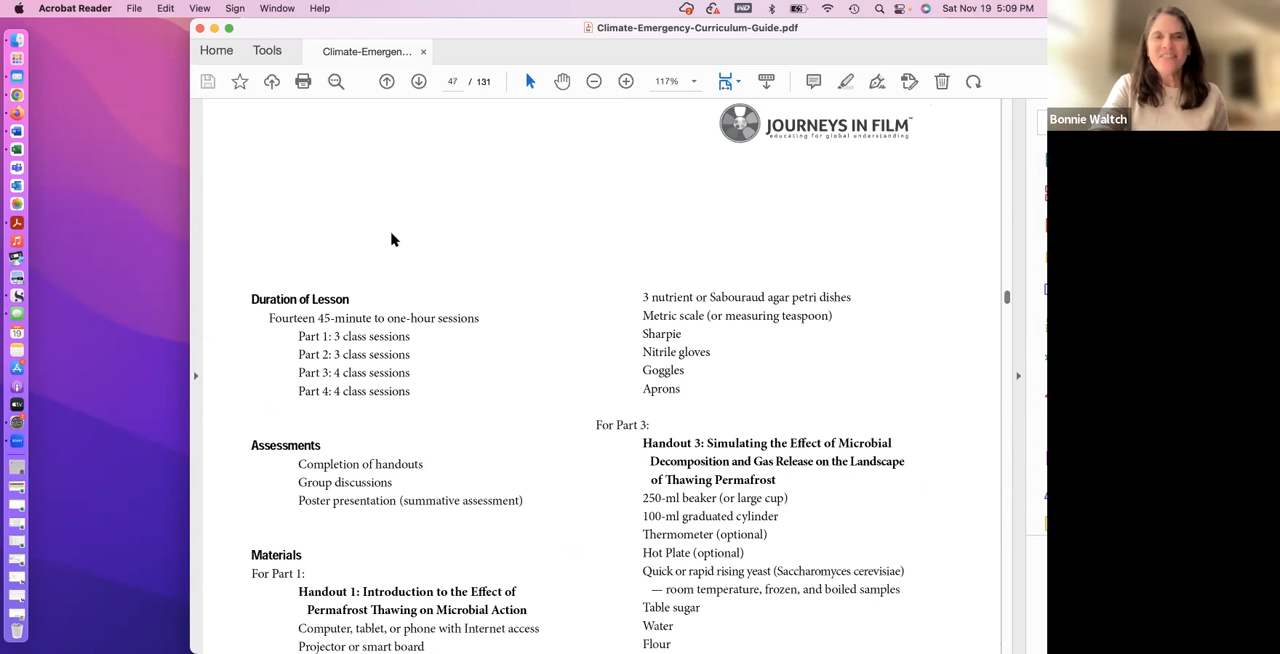 Acrobat Reader File Edit View Sign Window Help
Sat Nov 19 5:09 PM
Climate-Emergency-Curriculum-Guide.pdf
Home Tools Climate-Emergen... ×
47 / 131 117%
Bonnie Waltch
JOURNEYS IN FILM™
educating for global understanding
Duration of Lesson
Fourteen 45-minute to one-hour sessions
Part 1: 3 class sessions
Part 2: 3 class sessions
Part 3: 4 class sessions
Part 4: 4 class sessions
Assessments
Completion of handouts
Group discussions
Poster presentation (summative assessment)
Materials
For Part 1:
Handout 1: Introduction to the Effect of
Permafrost Thawing on Microbial Action
Computer, tablet, or phone with Internet access
Projector or smart board
3 nutrient or Sabouraud agar petri dishes
Metric scale (or measuring teaspoon)
Sharpie
Nitrile gloves
Goggles
Aprons
For Part 3:
Handout 3: Simulating the Effect of Microbial
Decomposition and Gas Release on the Landscape
of Thawing Permafrost
250-ml beaker (or large cup)
100-ml graduated cylinder
Thermometer (optional)
Hot Plate (optional)
Quick or rapid rising yeast (Saccharomyces cerevisiae)
— room temperature, frozen, and boiled samples
Table sugar
Water
Flour